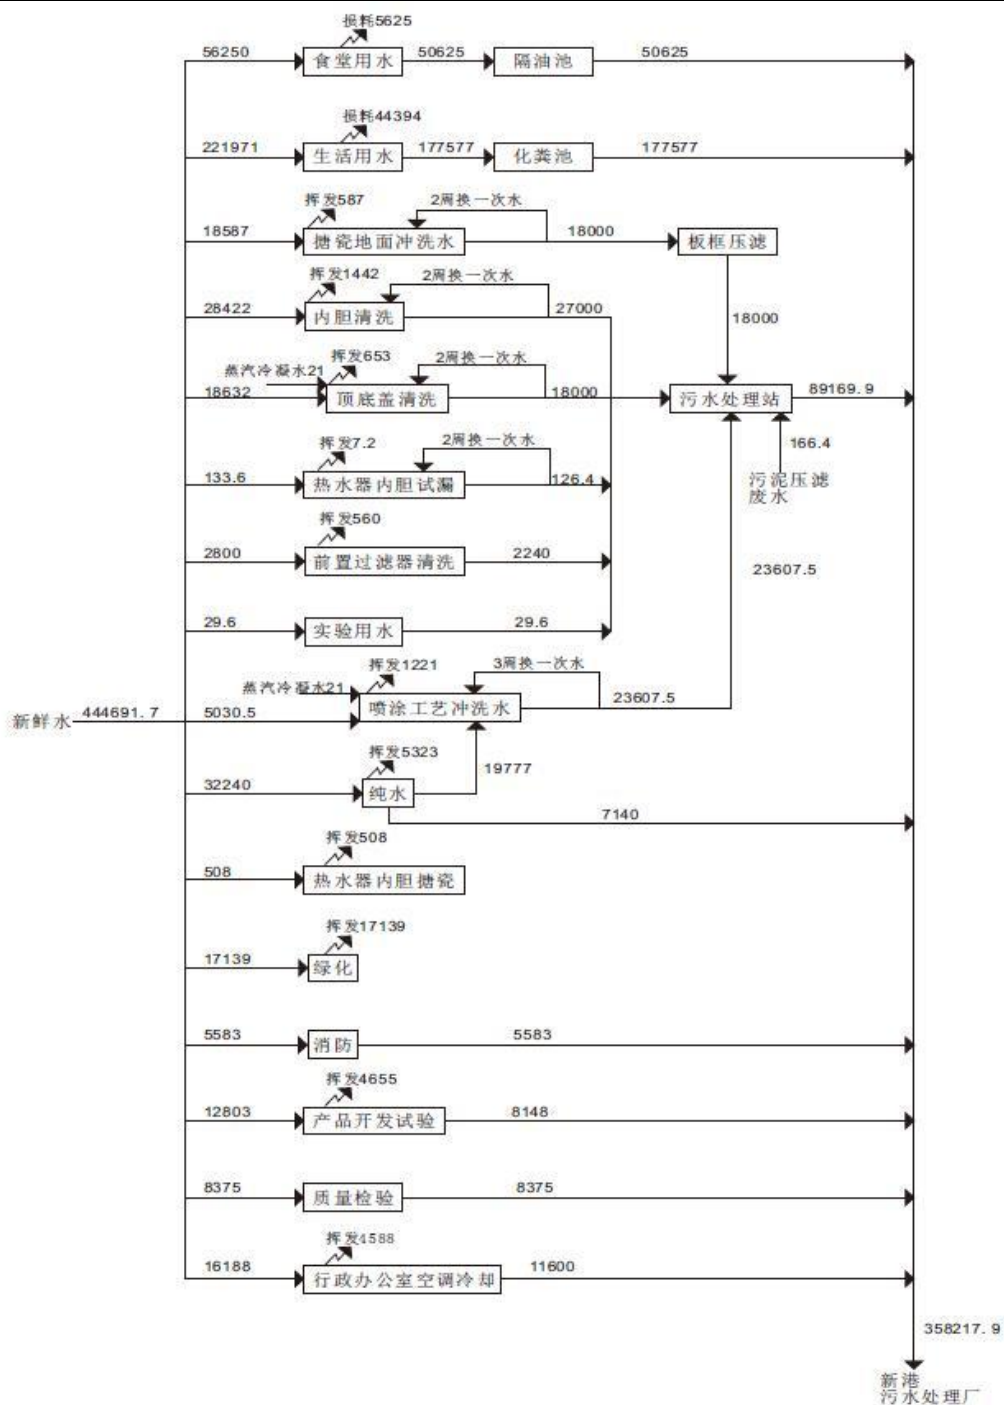 损耗5625
56250
食堂用水
50625
隔油池
50625
损耗44394
221971
生活用水
177577
化粪池
177577
挥发587
2周换一次水
18587
搪瓷地面冲洗水
18000
板框压滤
挥发1442
2周换一次水
28422
内胆清洗
27000
18000
挥发653
2周换一次水
蒸汽冷凝水21
18632
顶底盖清洗
18000
污水处理站
89169.9
挥发7.2
2周换一次水
166.4
133.6
热水器内胆试漏
126.4
污泥压滤
废水
挥发560
2800
前置过滤器清洗
2240
23607.5
29.6
实验用水
29.6
挥发1221
3周换一次水
蒸汽冷凝水21
新鲜水
444691.7
5030.5
喷涂工艺冲洗水
23607.5
挥发5323
19777
32240
纯水
7140
挥发508
508
热水器内胆搪瓷
挥发17139
17139
绿化
5583
消防
5583
挥发4655
12803
产品开发试验
8148
8375
质量检验
8375
挥发4588
16188
行政办公室空调冷却
11600
358217.9
新港
污水处理厂